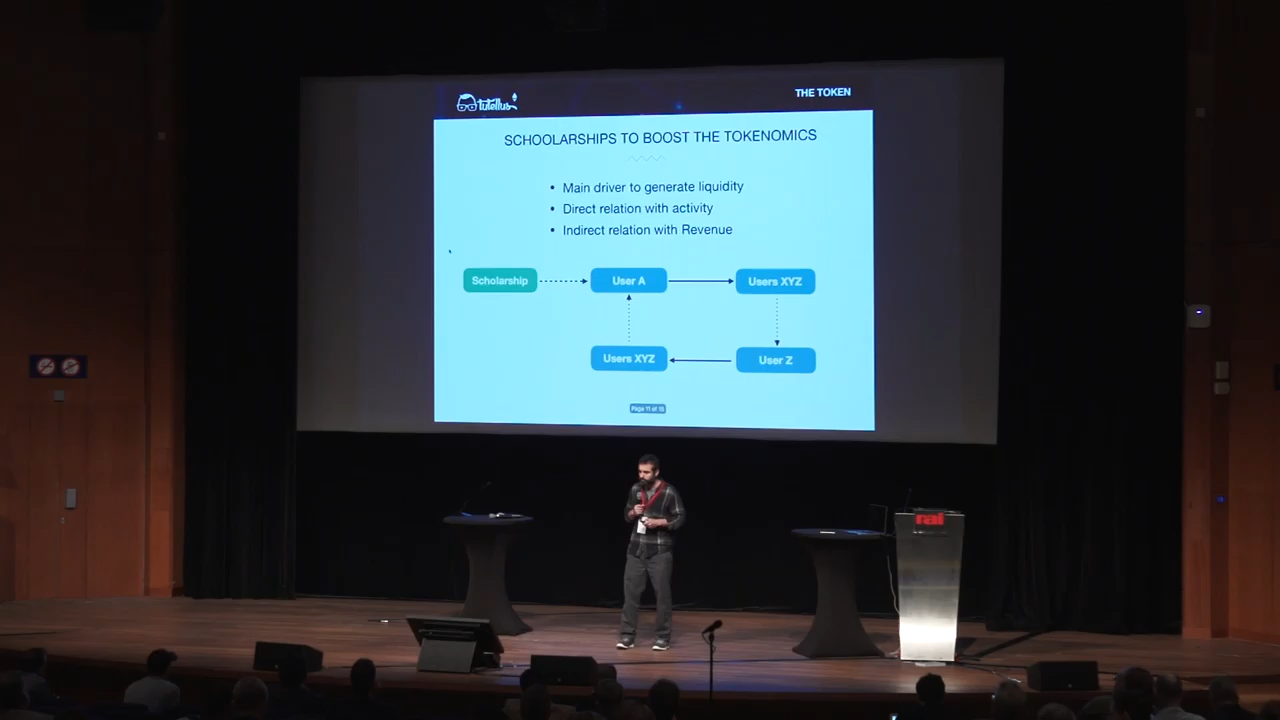 tutellus
THE TOKEN
SCHOOLARSHIPS TO BOOST THE TOKENOMICS
• Main driver to generate liquidity
• Direct relation with activity
• Indirect relation with Revenue
Scholarship
User A
Users XYZ
Users XYZ
User Z
Page 11 of 15
rai